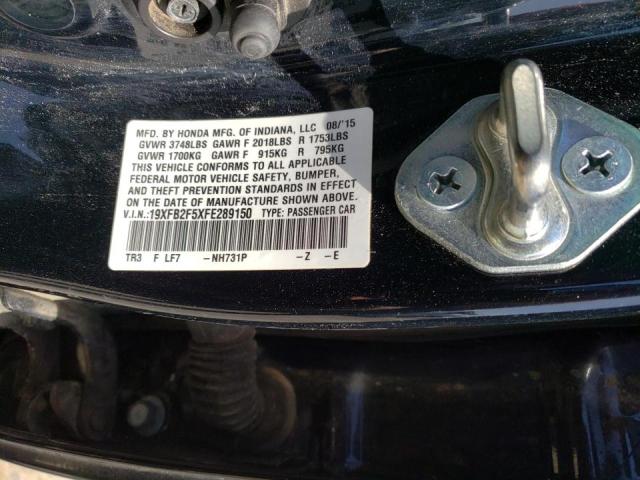 MFD. BY HONDA MFG. OF INDIANA, LLC 08/'15
GVWR 3748LBS GAWR F 2018LBS R 1753LBS
GVWR 1700KG GAWR F 915KG R 795KG
THIS VEHICLE CONFORMS TO ALL APPLICABLE
FEDERAL MOTOR VEHICLE SAFETY, BUMPER,
AND THEFT PREVENTION STANDARDS IN EFFECT
ON THE DATE OF MANUFACTURE SHOWN ABOVE.
V.I.N.:19XFB2F5XFE289150 TYPE: PASSENGER CAR
TR3 F LF7 -NH731P -Z -E